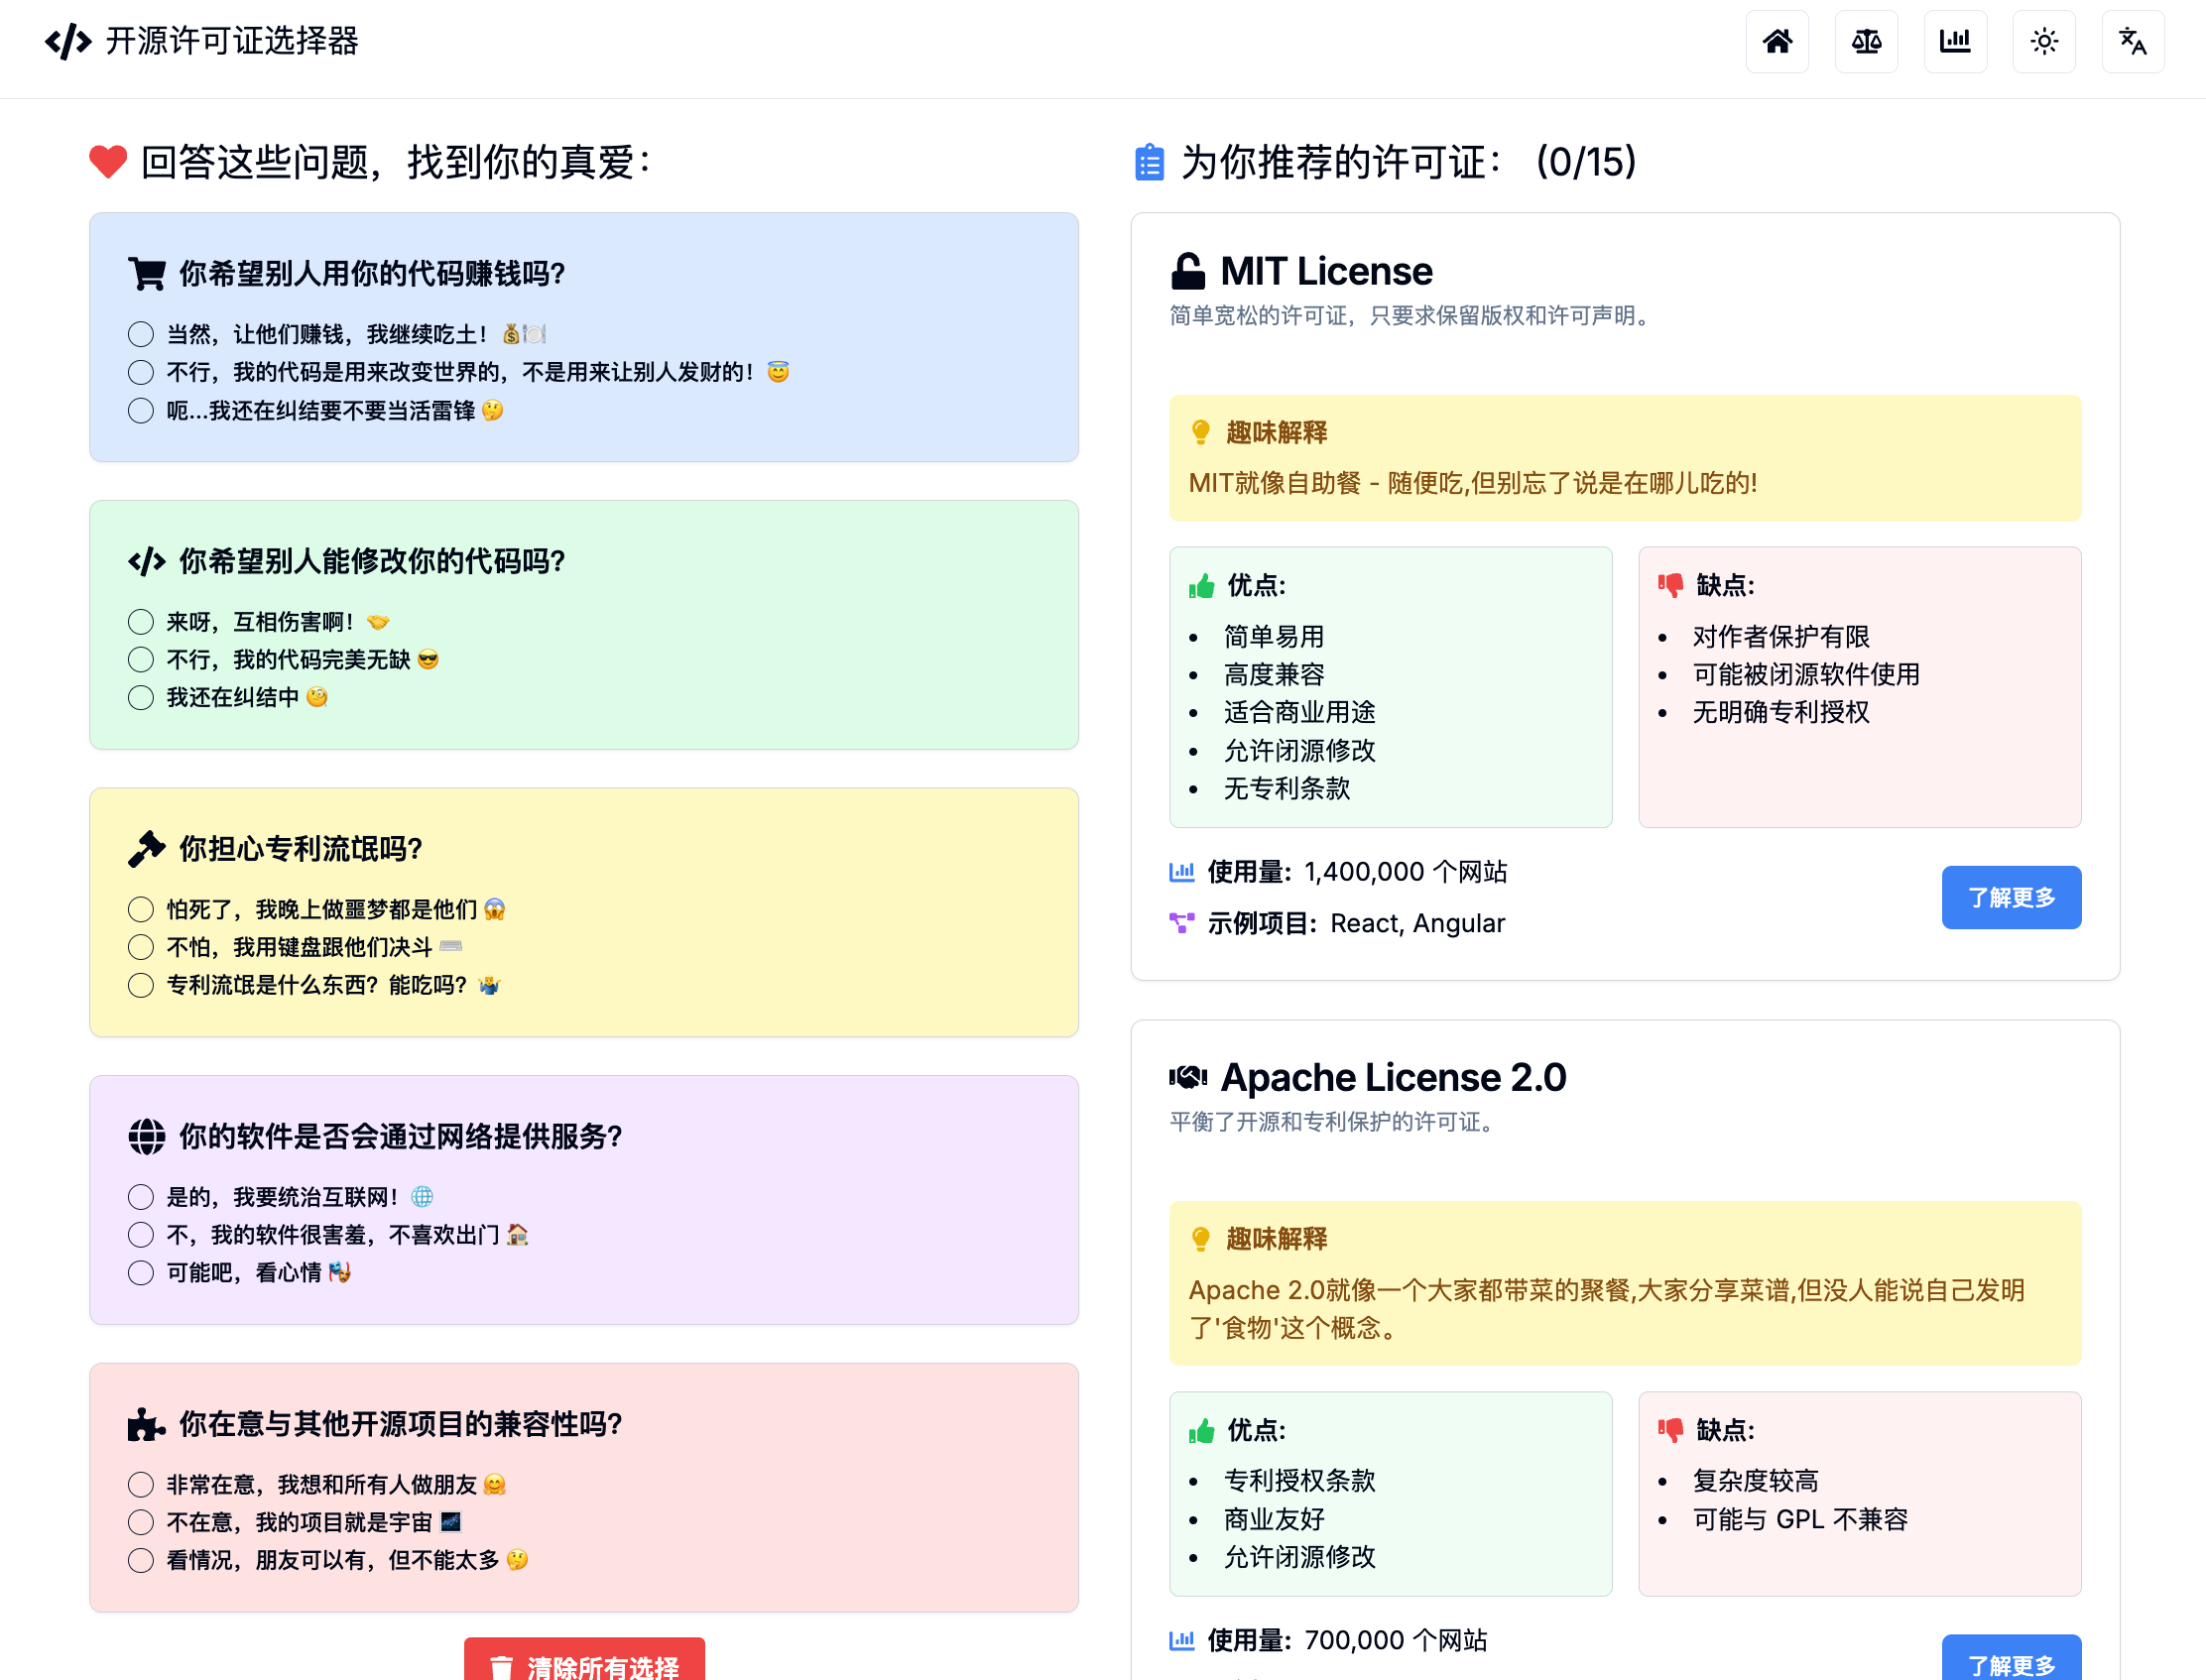 开源许可证选择器
回答这些问题，找到你的真爱：
你希望别人用你的代码赚钱吗?
当然，让他们赚钱，我继续吃土！💰🍽️
不行，我的代码是用来改变世界的，不是用来让别人发财的！😇
呃...我还在纠结要不要当活雷锋 🤔
你希望别人能修改你的代码吗?
来呀，互相伤害啊！🤝
不行，我的代码完美无缺 😎
我还在纠结中 🧐
你担心专利流氓吗?
怕死了，我晚上做噩梦都是他们 😱
不怕，我用键盘跟他们决斗 ⌨️
专利流氓是什么东西？能吃吗？🤷‍♂️
你的软件是否会通过网络提供服务?
是的，我要统治互联网！🌐
不，我的软件很害羞，不喜欢出门 🏠
可能吧，看心情 🎭
你在意与其他开源项目的兼容性吗?
非常在意，我想和所有人做朋友 🤗
不在意，我的项目就是宇宙 🌌
看情况，朋友可以有，但不能太多 🤔
清除所有选择
为你推荐的许可证： (0/15)
MIT License
简单宽松的许可证，只要求保留版权和许可声明。
趣味解释
MIT就像自助餐 - 随便吃,但别忘了说是在哪儿吃的!
优点:
• 简单易用
• 高度兼容
• 适合商业用途
• 允许闭源修改
• 无专利条款
缺点:
• 对作者保护有限
• 可能被闭源软件使用
• 无明确专利授权
使用量: 1,400,000 个网站
示例项目: React, Angular
了解更多
Apache License 2.0
平衡了开源和专利保护的许可证。
趣味解释
Apache 2.0就像一个大家都带菜的聚餐,大家分享菜谱,但没人能说自己发明
了'食物'这个概念。
优点:
• 专利授权条款
• 商业友好
• 允许闭源修改
缺点:
• 复杂度较高
• 可能与 GPL 不兼容
使用量: 700,000 个网站
了解更多